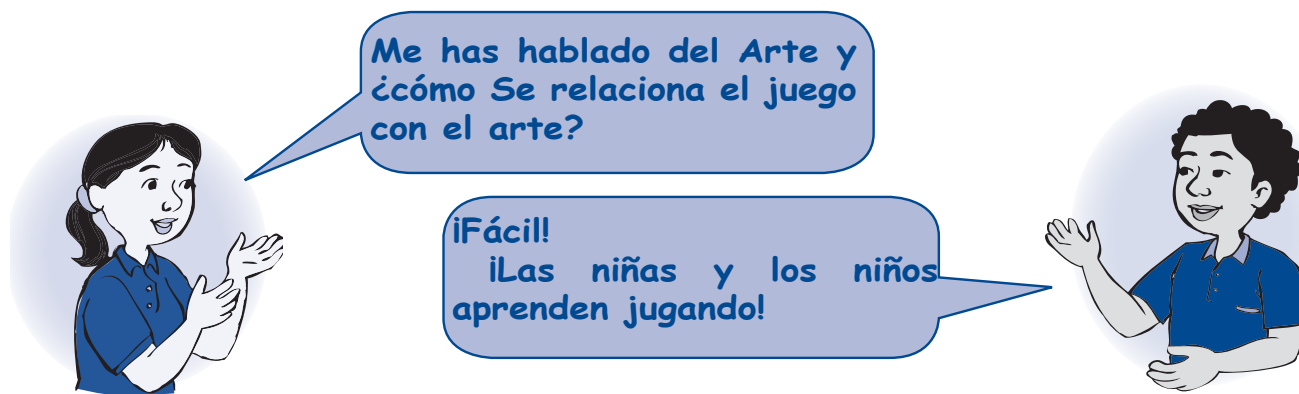 Me has hablado del Arte y
¿cómo Se relaciona el juego
con el arte?
¡Fácil!
¡Las niñas y los niños
aprenden jugando!